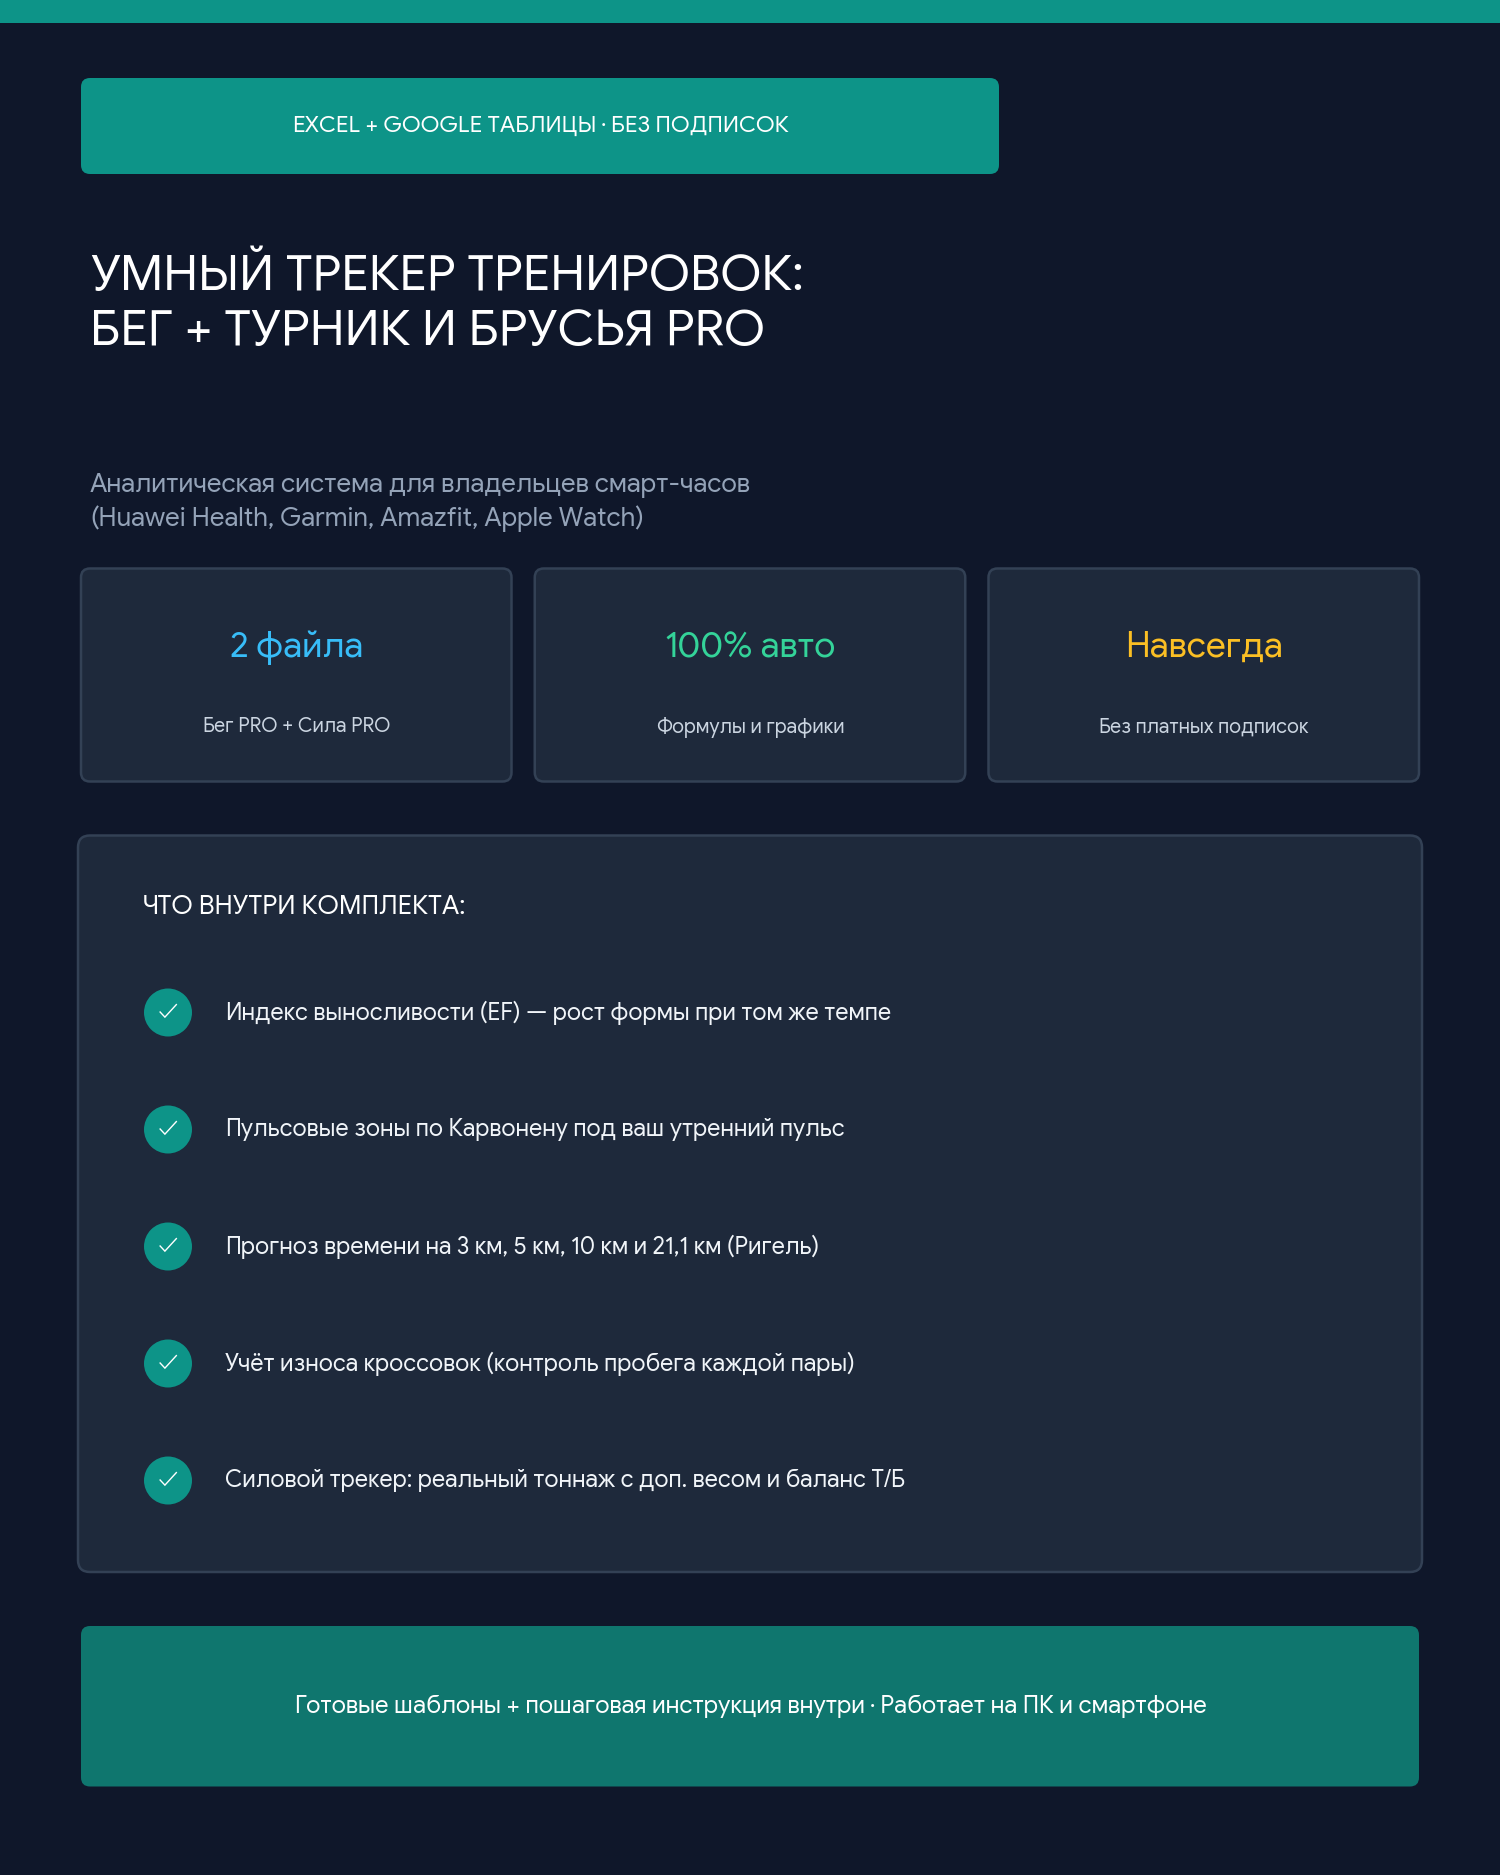 EXCEL + GOOGLE ТАБЛИЦЫ · БЕЗ ПОДПИСОК
УМНЫЙ ТРЕКЕР ТРЕНИРОВОК:
БЕГ + ТУРНИК И БРУСЬЯ PRO
Аналитическая система для владельцев смарт-часов
(Huawei Health, Garmin, Amazfit, Apple Watch)
2 файла
Бег PRO + Сила PRO
100% авто
Формулы и графики
Навсегда
Без платных подписок
ЧТО ВНУТРИ КОМПЛЕКТА:
Индекс выносливости (EF) — рост формы при том же темпе
Пульсовые зоны по Карвонену под ваш утренний пульс
Прогноз времени на 3 км, 5 км, 10 км и 21,1 км (Ригель)
Учёт износа кроссовок (контроль пробега каждой пары)
Силовой трекер: реальный тоннаж с доп. весом и баланс Т/Б
Готовые шаблоны + пошаговая инструкция внутри · Работает на ПК и смартфоне